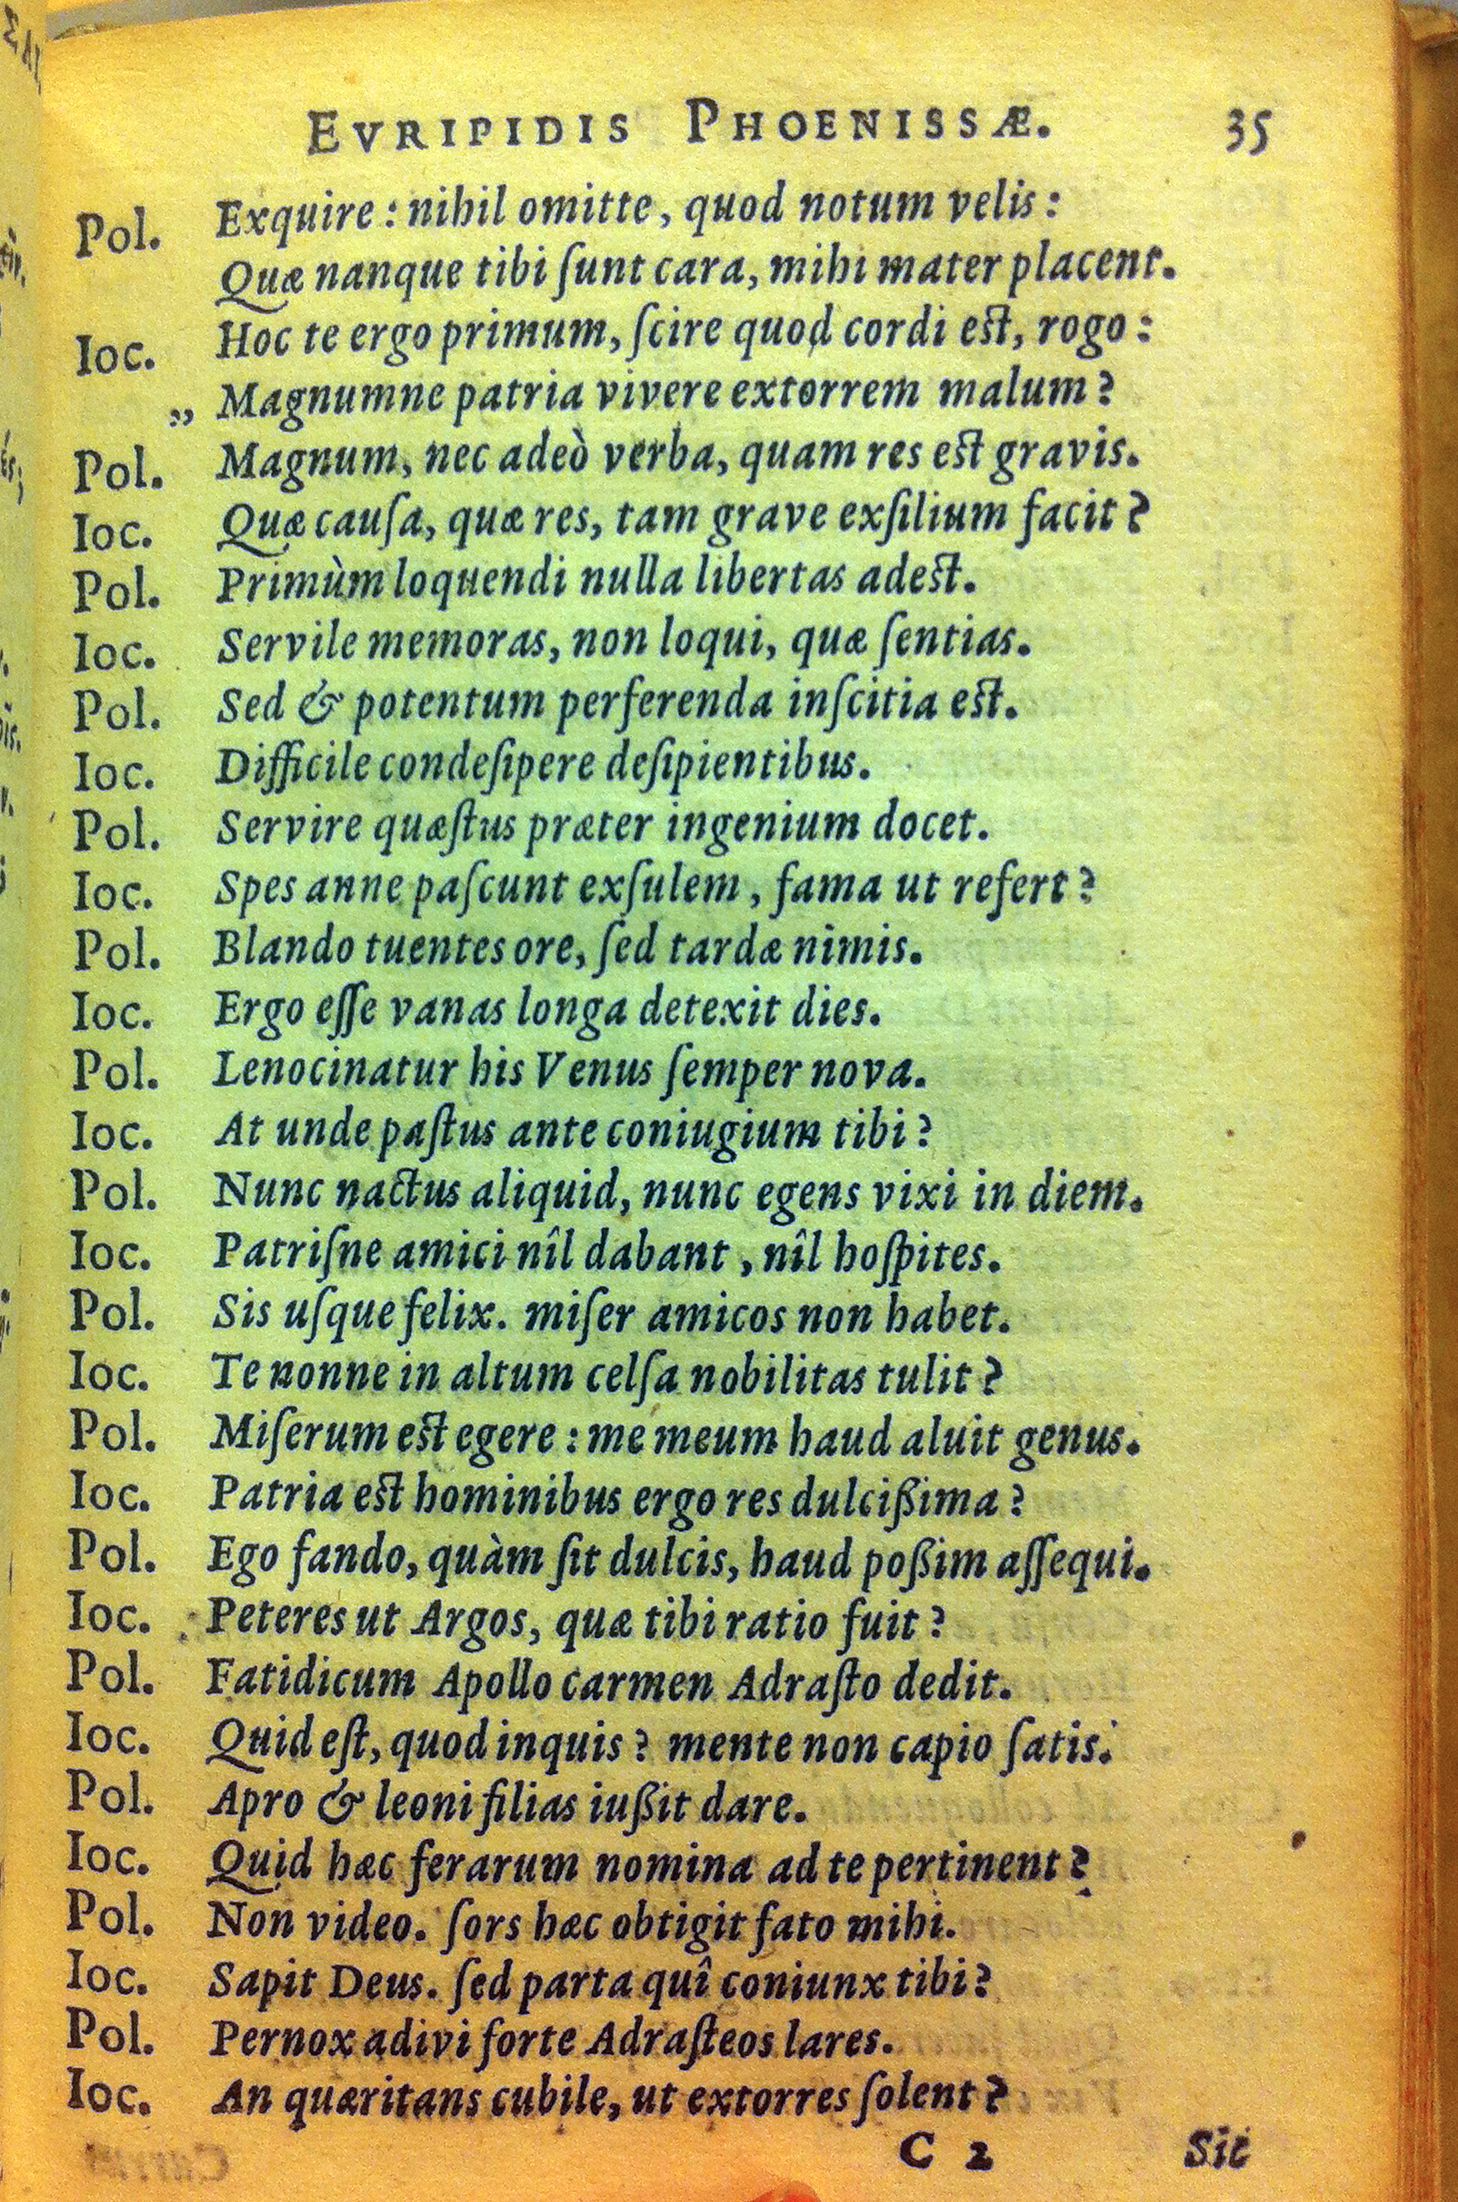 EVRIPIDIS PHOENISSÆ. 35
Pol. Exquire : nihil omitte, quod notum velis :
Quæ nanque tibi ſunt cara, mihi mater placent.
Ioc. Hoc te ergo primum, ſcire quod cordi eſt, rogo :
„ Magnumne patria vivere extorrem malum ?
Pol. Magnum, nec adeò verba, quam res eſt gravis.
Ioc. Quæ cauſa, quæ res, tam grave exſilium facit ?
Pol. Primùm loquendi nulla libertas adeſt.
Ioc. Servile memoras, non loqui, quæ ſentias.
Pol. Sed & potentum perferenda inſcitia eſt.
Ioc. Difficile condeſipere deſipientibus.
Pol. Servire quæſtus præter ingenium docet.
Ioc. Spes anne paſcunt exſulem , fama ut refert ?
Pol. Blando tuentes ore, ſed tardæ nimis.
Ioc. Ergo eſſe vanas longa detexit dies.
Pol. Lenocinatur his Venus ſemper nova.
Ioc. At unde paſtus ante coniugium tibi ?
Pol. Nunc nactus aliquid, nunc egens vixi in diem.
Ioc. Patriſne amici nîl dabant , nîl hoſpites.
Pol. Sis uſque felix. miſer amicos non habet.
Ioc. Te nonne in altum celſa nobilitas tulit ?
Pol. Miſerum eſt egere : me meum haud aluit genus.
Ioc. Patria eſt hominibus ergo res dulcißima ?
Pol. Ego fando, quàm ſit dulcis, haud poßim aſſequi.
Ioc. Peteres ut Argos, quæ tibi ratio fuit ?
Pol. Fatidicum Apollo carmen Adraſto dedit.
Ioc. Quid eſt, quod inquis ? mente non capio ſatis.
Pol. Apro & leoni filias iußit dare.
Ioc. Quid hæc ferarum nomina ad te pertinent ?
Pol. Non video. ſors hæc obtigit fato mihi.
Ioc. Sapit Deus. ſed parta quî coniunx tibi ?
Pol. Pernox adivi forte Adraſteos lares.
Ioc. An quæritans cubile, ut extorres ſolent ?
C 2 Sic